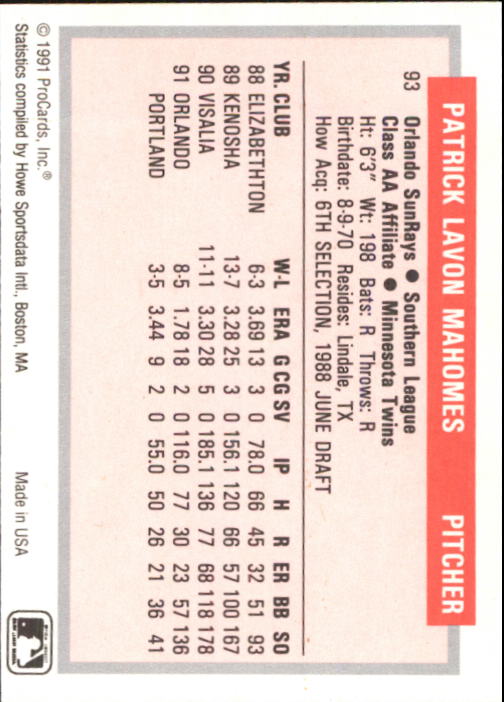 PATRICK LAVON MAHOMES PITCHER
93 Orlando SunRays ● Southern League
Class AA Affiliate ● Minnesota Twins
Ht: 6'3" Wt: 198 Bats: R Throws: R
Birthdate: 8-9-70 Resides: Lindale, TX
How Acq: 6TH SELECTION, 1988 JUNE DRAFT
YR. CLUB W-L ERA G CG SV IP H R ER BB SO
88 ELIZABETHTON 6-3 3.69 13 3 0 78.0 66 45 32 51 93
89 KENOSHA 13-7 3.28 25 3 0 156.1 120 66 57 100 167
90 VISALIA 11-11 3.30 28 5 0 185.1 136 77 68 118 178
91 ORLANDO 8-5 1.78 18 2 0 116.0 77 30 23 57 136
PORTLAND 3-5 3.44 9 2 0 55.0 50 26 21 36 41
© 1991 ProCards, Inc.®
Statistics compiled by Howe Sportsdata Intl., Boston, MA Made in USA